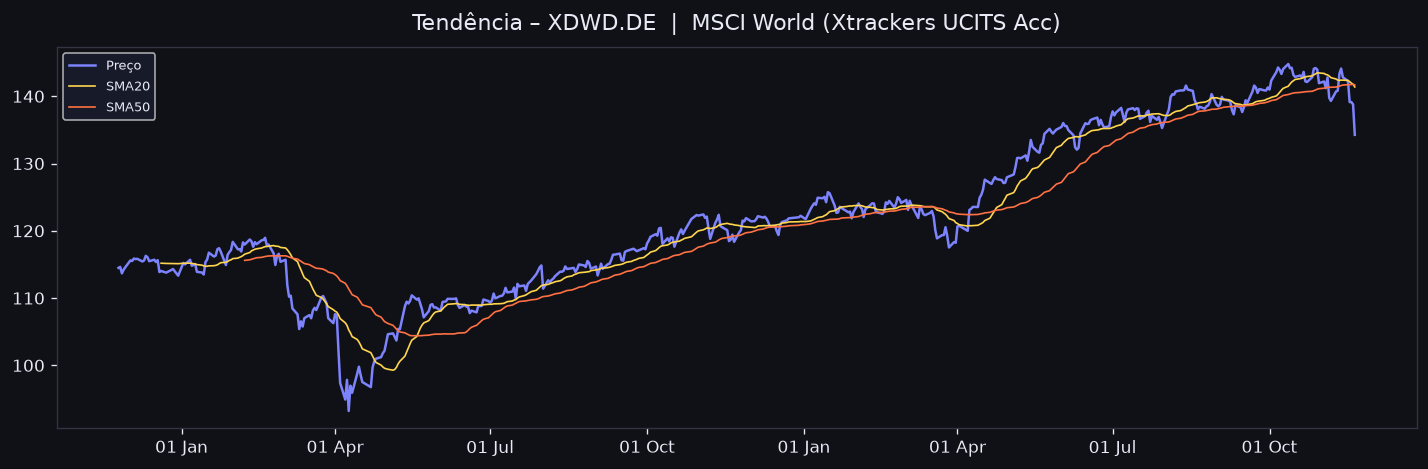 Tendência – XDWD.DE | MSCI World (Xtrackers UCITS Acc)
Preço
SMA20
SMA50
140
130
120
110
100
01 Jan
01 Apr
01 Jul
01 Oct
01 Jan
01 Apr
01 Jul
01 Oct